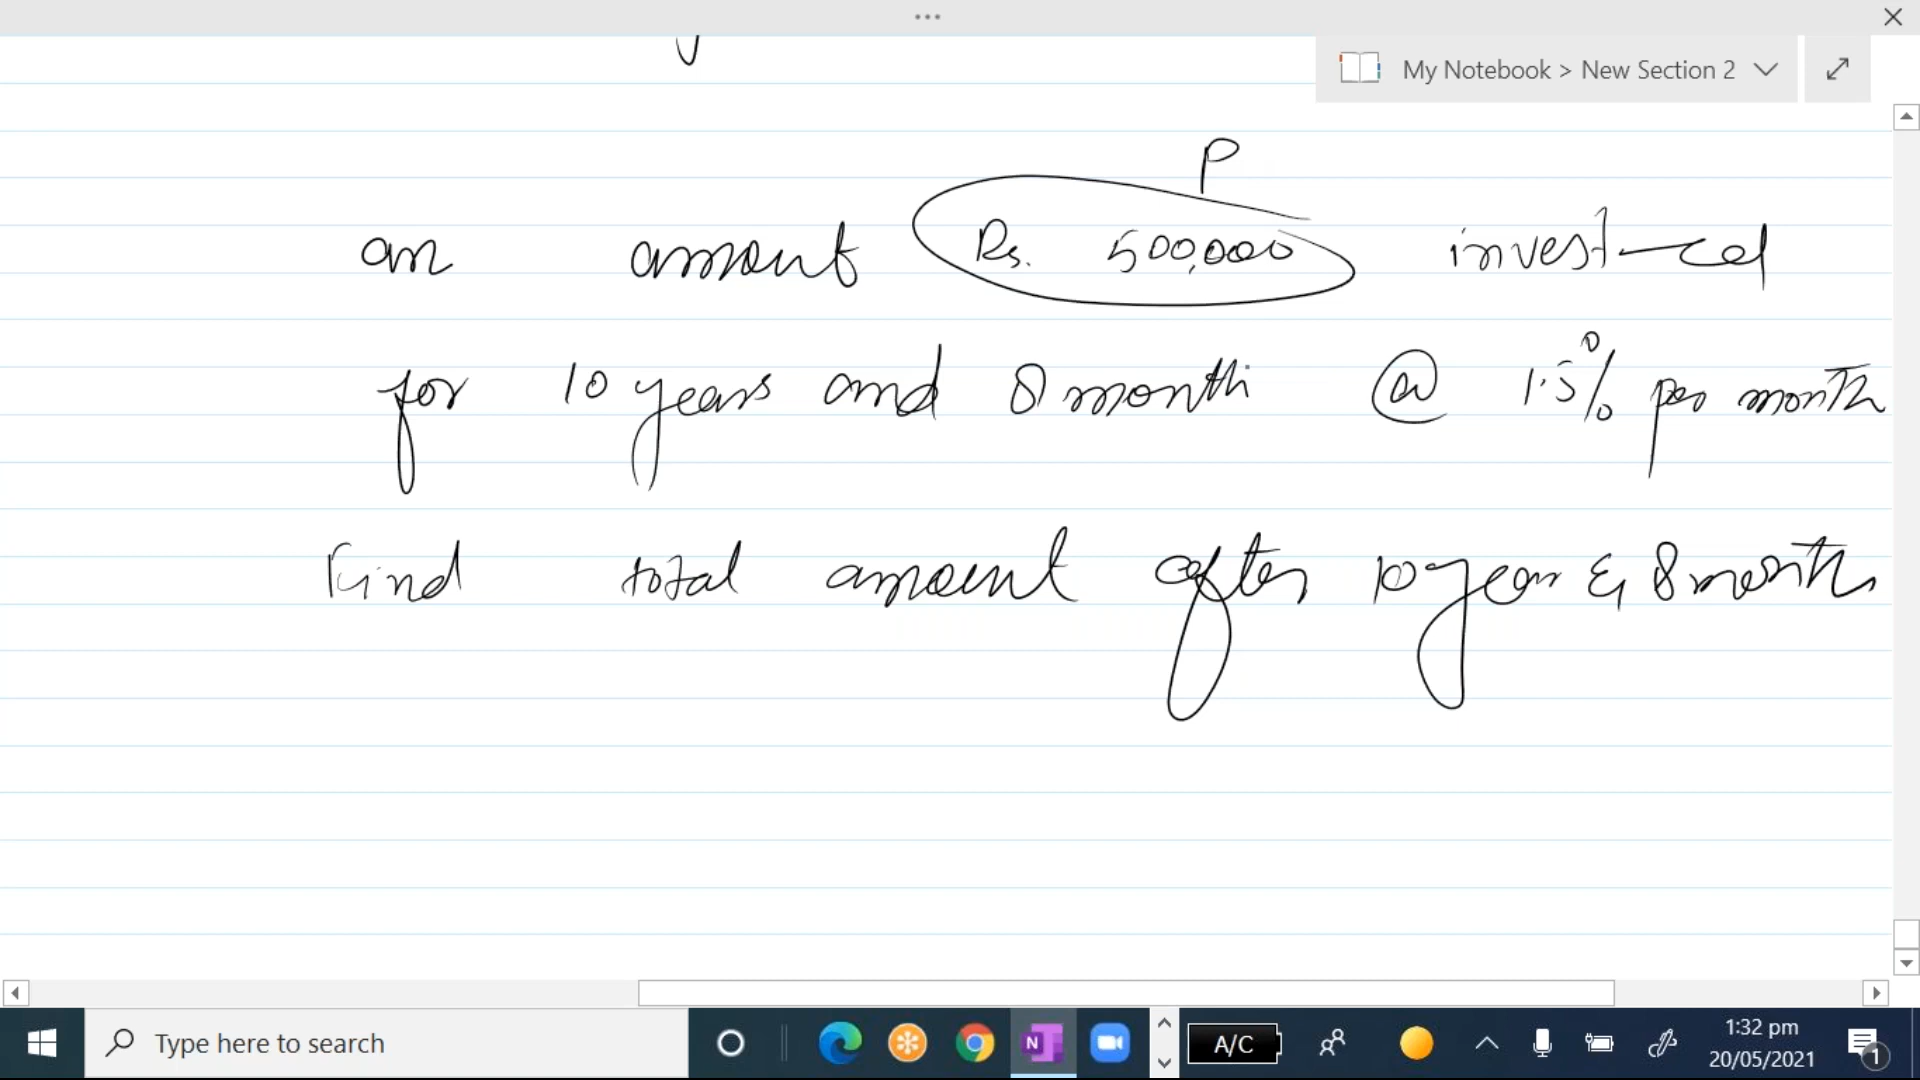 My Notebook > New Section 2
P
an amount Rs. 500,000 invested
for 10 years and 8 month @ 1.5% per month
Find total amount after 10 year & 8 month
Type here to search
A/C
1:32 pm
20/05/2021
1